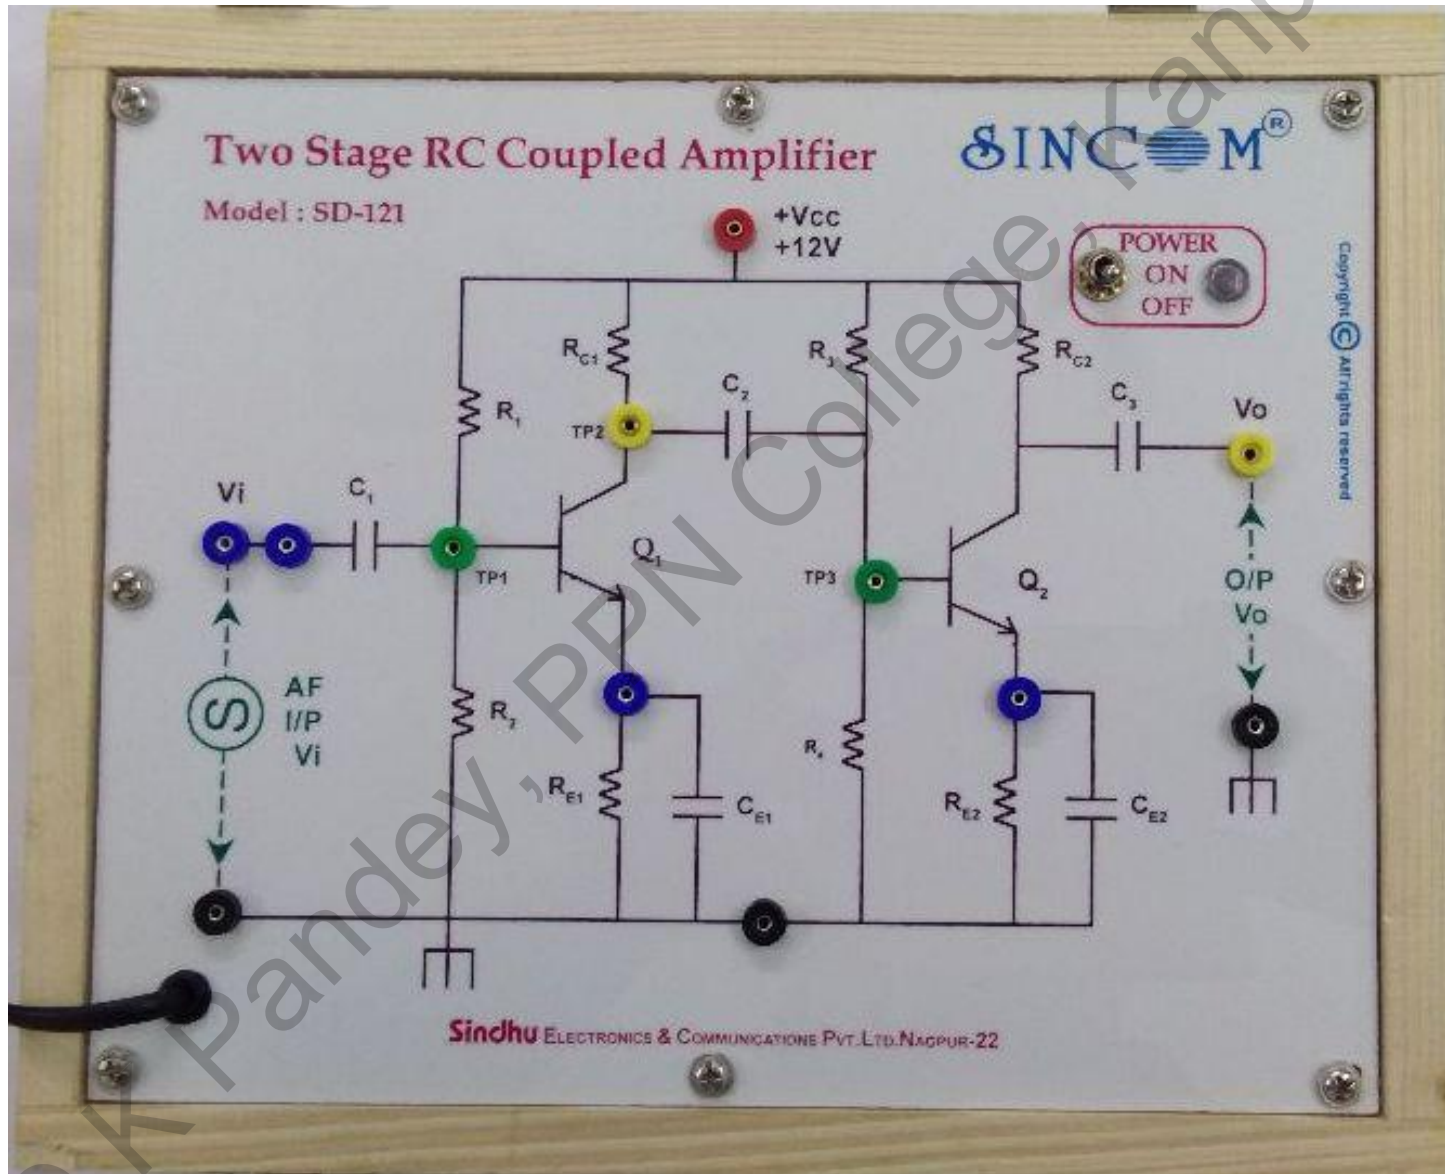 Two Stage RC Coupled Amplifier
SINCOM®
Model : SD-121
+Vcc
+12V
POWER
ON
OFF
Copyright © All rights reserved
RC1
R3
RC2
R1
C2
C3
Vo
TP2
Vi
C1
Q1
TP1
TP3
Q2
O/P
Vo
S
AF
I/P
Vi
R2
R4
RE1
CE1
RE2
CE2
Sindhu ELECTRONICS & COMMUNICATIONE PVT.LTD.NAGPUR-22
K Pandey, PPN College, Kanp